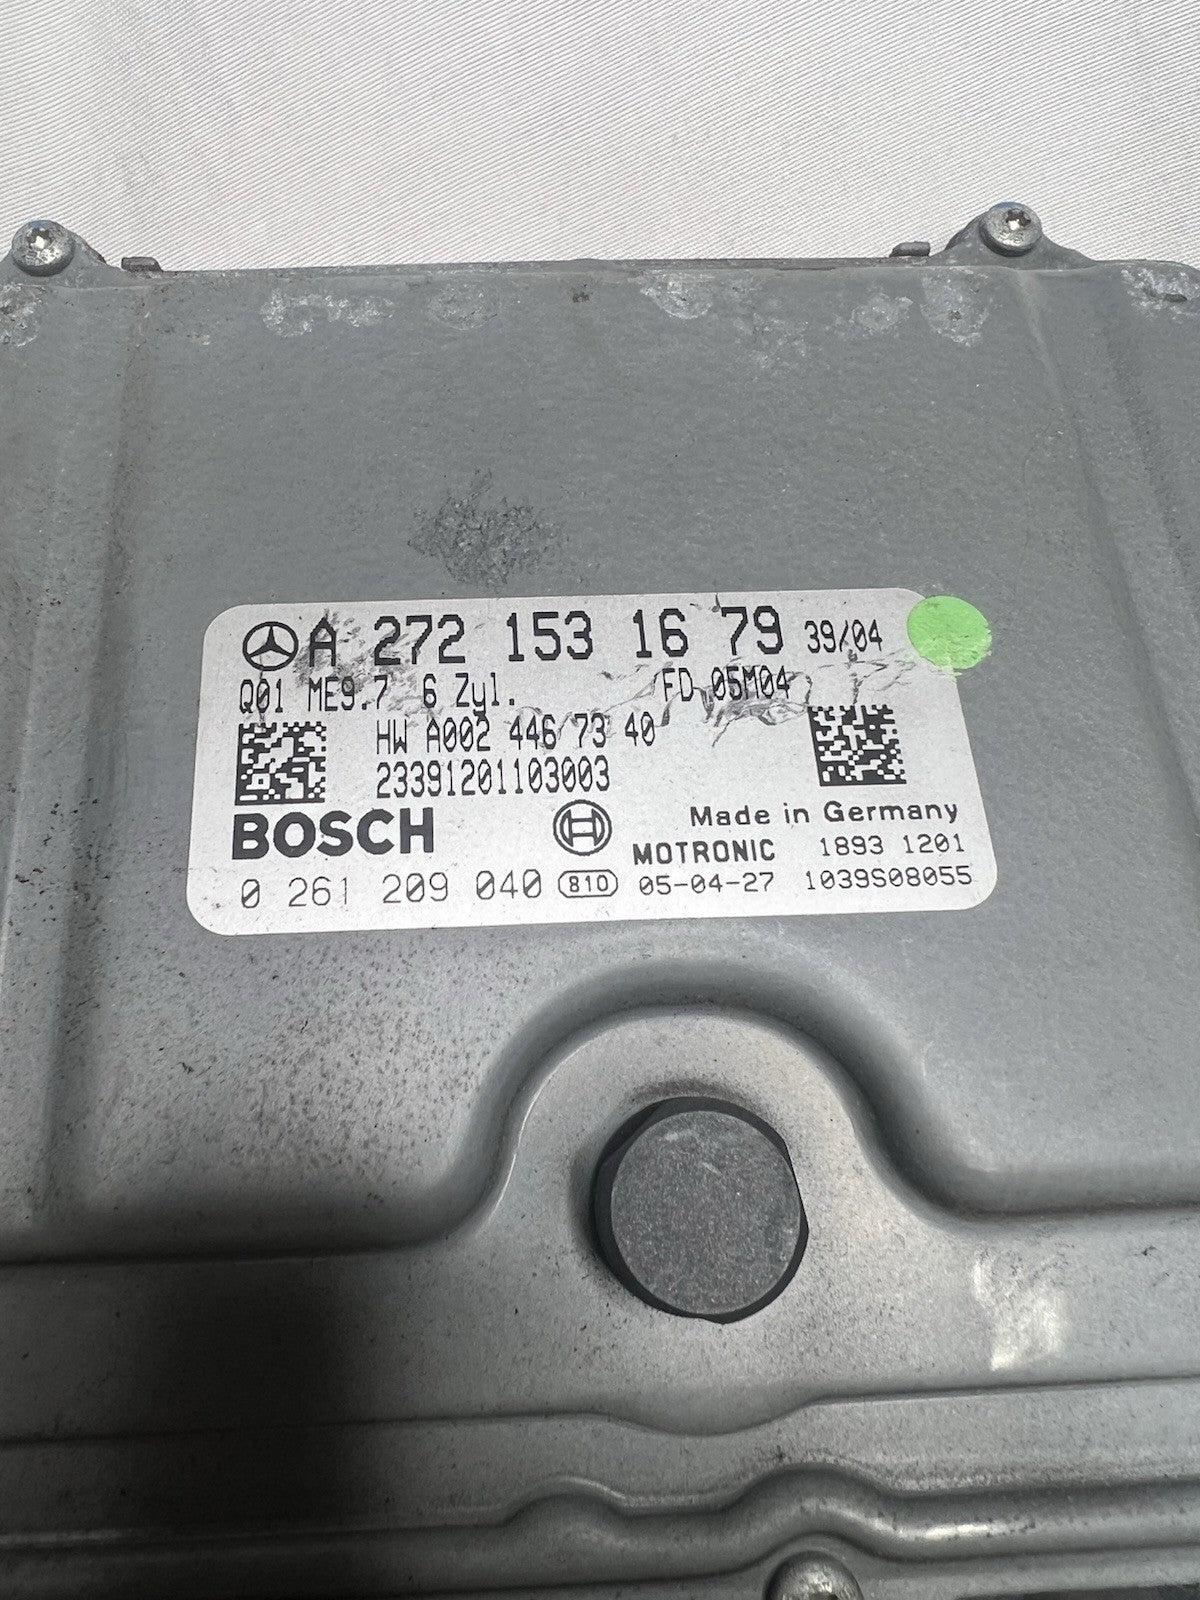 A 272 153 16 79 39/04
Q01 ME9.7 6 Zyl. FD 05M04
HW A002 446 73 40
23391201103003
BOSCH
Made in Germany
MOTRONIC 1893 1201
0 261 209 040 810 05-04-27 1039S08055